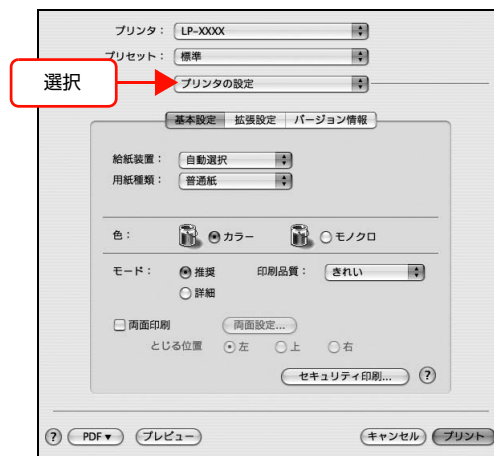 プリンタ： LP-XXXX
プリセット： 標準
選択 プリンタの設定
基本設定 拡張設定 バージョン情報
給紙装置： 自動選択
用紙種類： 普通紙
色： カラー モノクロ
モード： 推奨 印刷品質： きれい
詳細
両面印刷 両面設定...
とじる位置 左 上 右
セキュリティ印刷... ?
? PDF▼ プレビュー キャンセル プリント